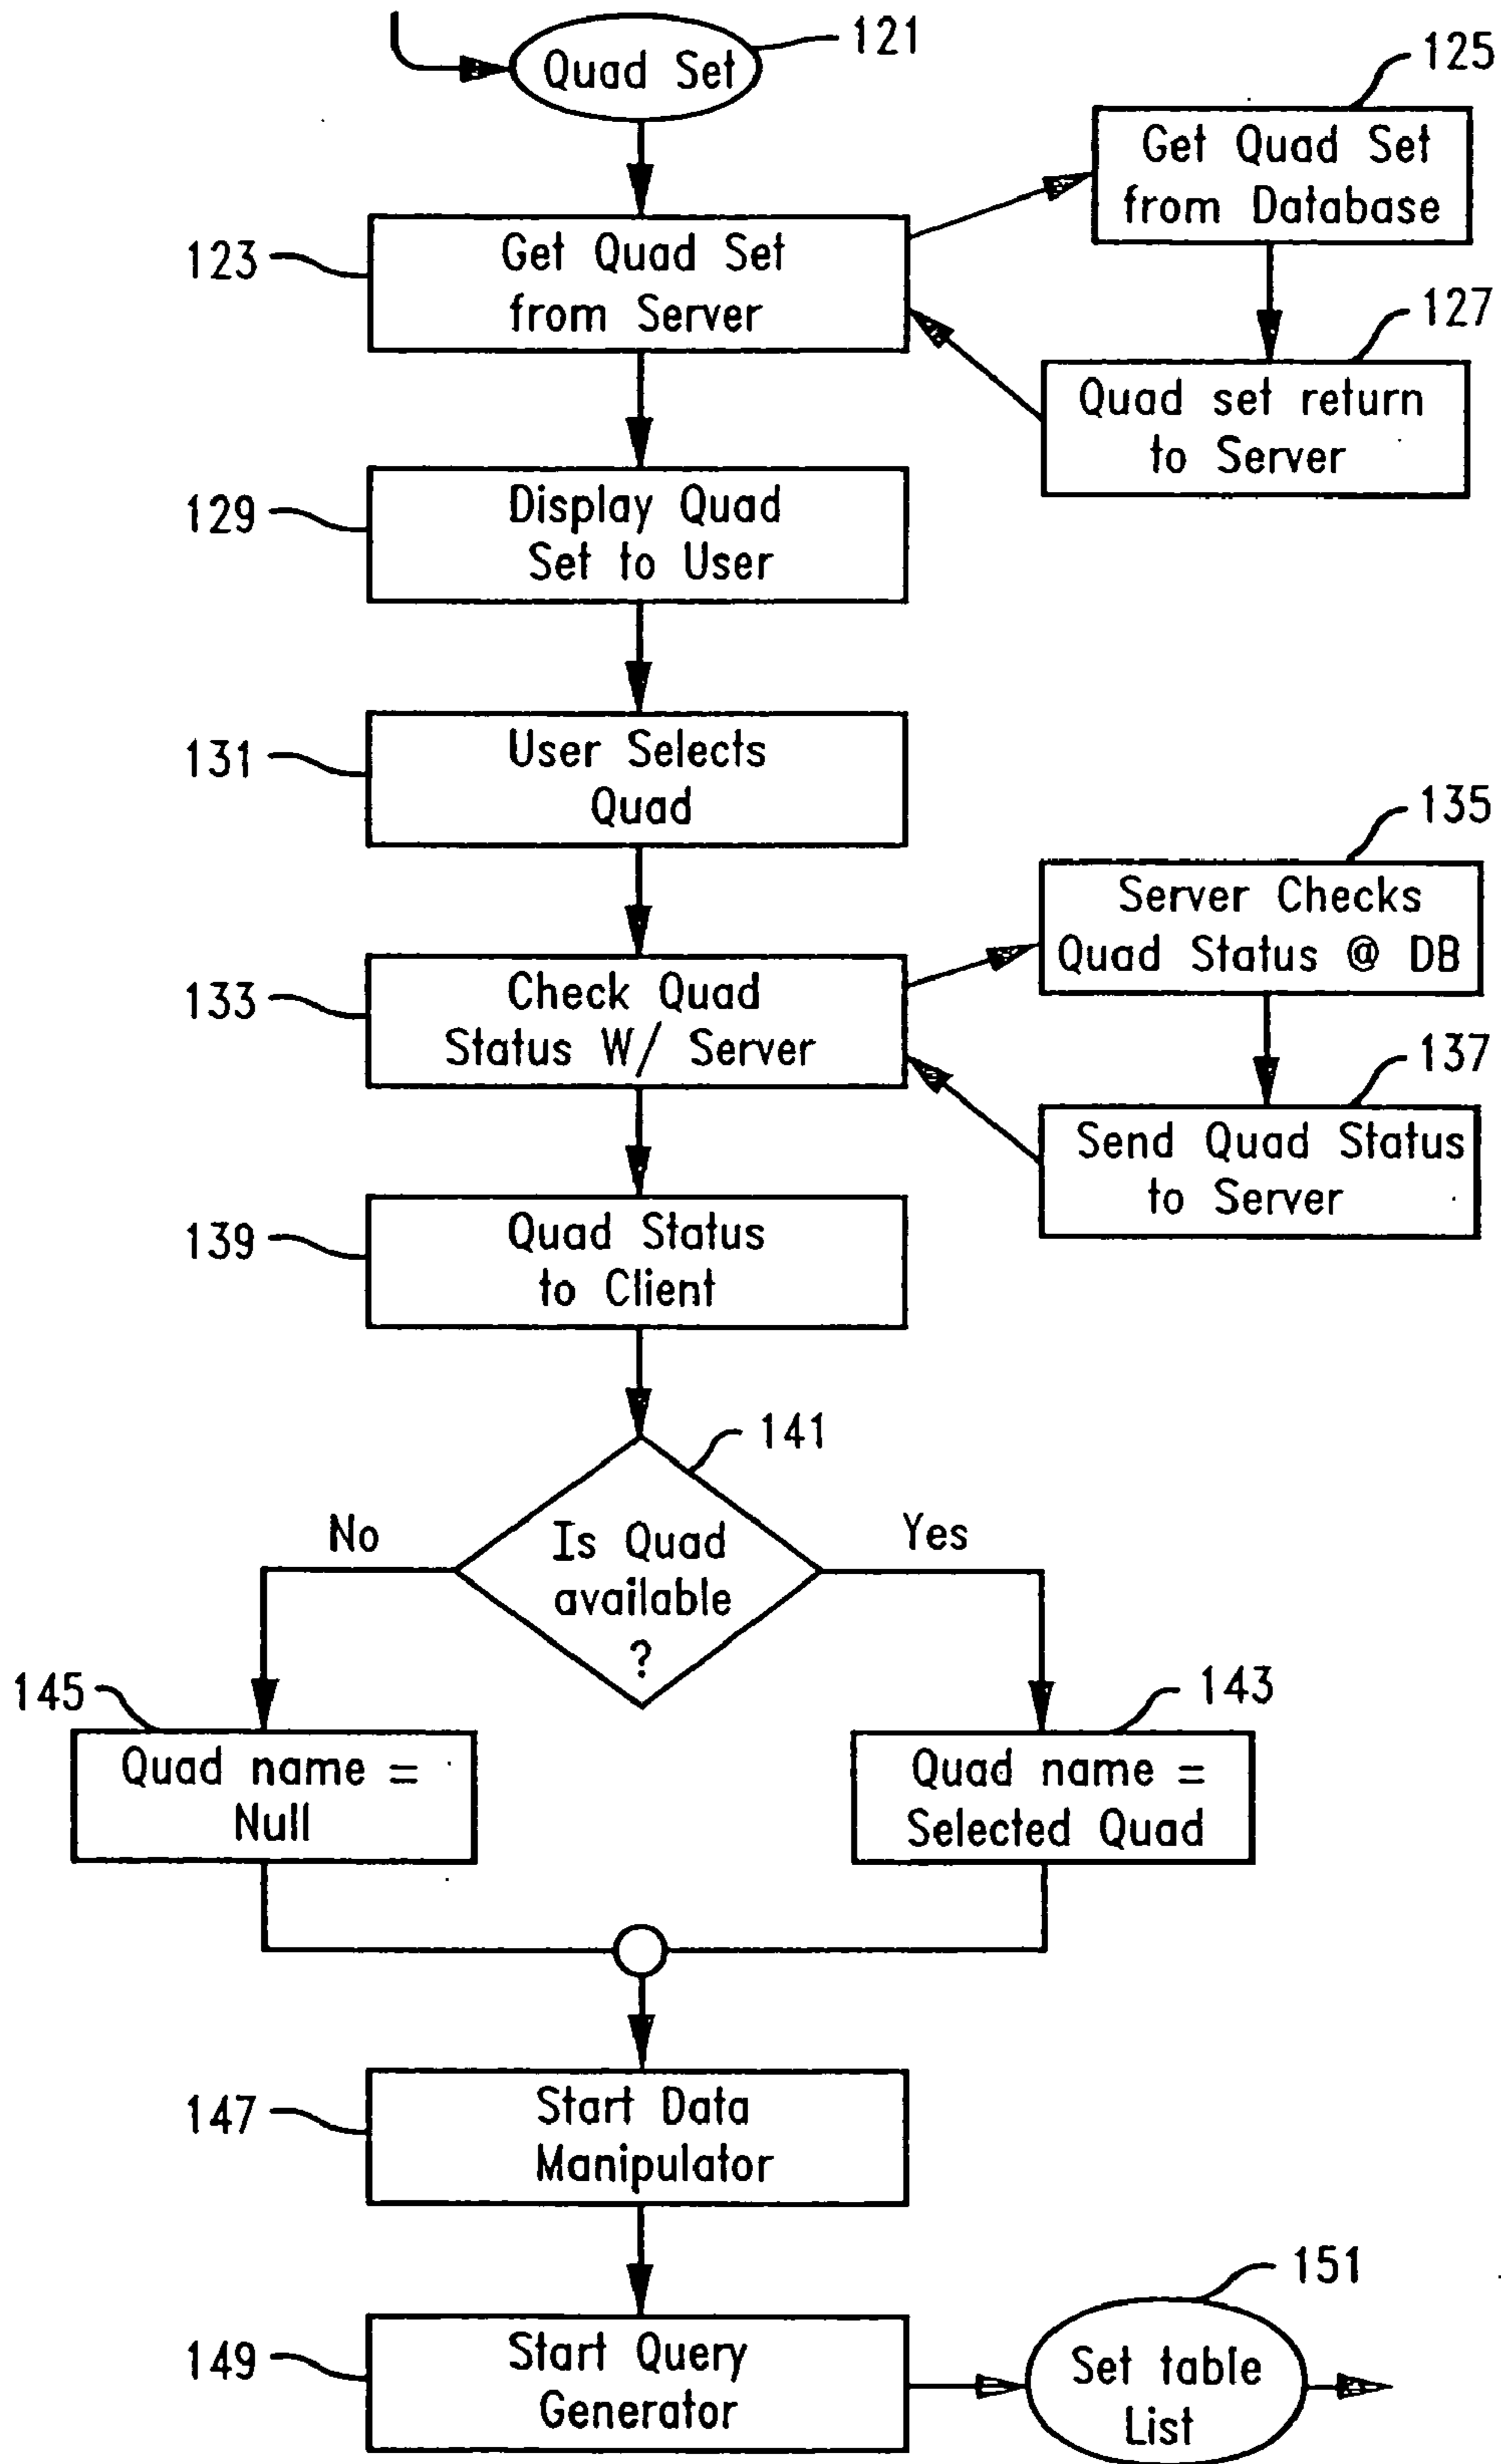 Quad Set
121
125
Get Quad Set
from Database
123
Get Quad Set
from Server
127
Quad set return
to Server
129
Display Quad
Set to User
131
User Selects
Quad
135
Server Checks
Quad Status @ DB
133
Check Quad
Status W/ Server
137
Send Quad Status
to Server
139
Quad Status
to Client
141
No
Is Quad
available
?
Yes
145
Quad name =
Null
143
Quad name =
Selected Quad
147
Start Data
Manipulator
149
Start Query
Generator
151
Set table
List